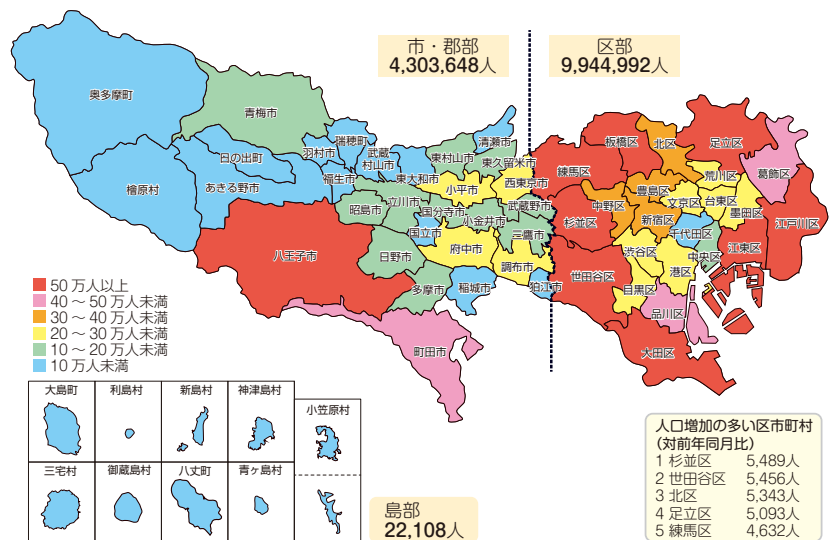 市・郡部
4,303,648人
区部
9,944,992人
奥多摩町
青梅市
瑞穂町
清瀬市
日の出町
羽村市
武蔵
村山市
東村山市
東久留米市
檜原村
あきる野市
福生市
東大和市
小平市
西東京市
昭島市
立川市
国分寺市
小金井市
武蔵野市
国立市
三鷹市
八王子市
日野市
府中市
調布市
多摩市
稲城市
狛江市
町田市
板橋区
北区
足立区
練馬区
荒川区
葛飾区
豊島区
文京区
台東区
中野区
墨田区
杉並区
新宿区
千代田区
江戸川区
渋谷区
中央区
江東区
世田谷区
港区
目黒区
品川区
大田区
50万人以上
40～50万人未満
30～40万人未満
20～30万人未満
10～20万人未満
10万人未満
大島町
利島村
新島村
神津島村
小笠原村
三宅村
御蔵島村
八丈町
青ヶ島村
島部
22,108人
人口増加の多い区市町村
(対前年同月比)
1 杉並区 5,489人
2 世田谷区 5,456人
3 北区 5,343人
4 足立区 5,093人
5 練馬区 4,632人